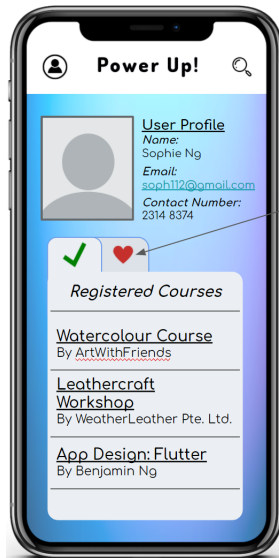 Power Up!
User Profile
Name:
Sophie Ng
Email:
soph112@gmail.com
Contact Number:
2314 8374
Registered Courses
Watercolour Course
By ArtWithFriends
Leathercraft
Workshop
By WeatherLeather Pte. Ltd.
App Design: Flutter
By Benjamin Ng